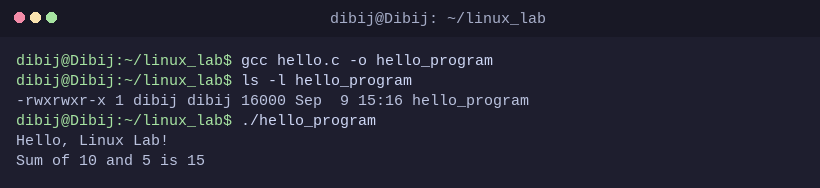 dibij@Dibij: ~/linux_lab
dibij@Dibij:~/linux_lab$ gcc hello.c -o hello_program
dibij@Dibij:~/linux_lab$ ls -l hello_program
-rwxrwxr-x 1 dibij dibij 16000 Sep  9 15:16 hello_program
dibij@Dibij:~/linux_lab$ ./hello_program
Hello, Linux Lab!
Sum of 10 and 5 is 15